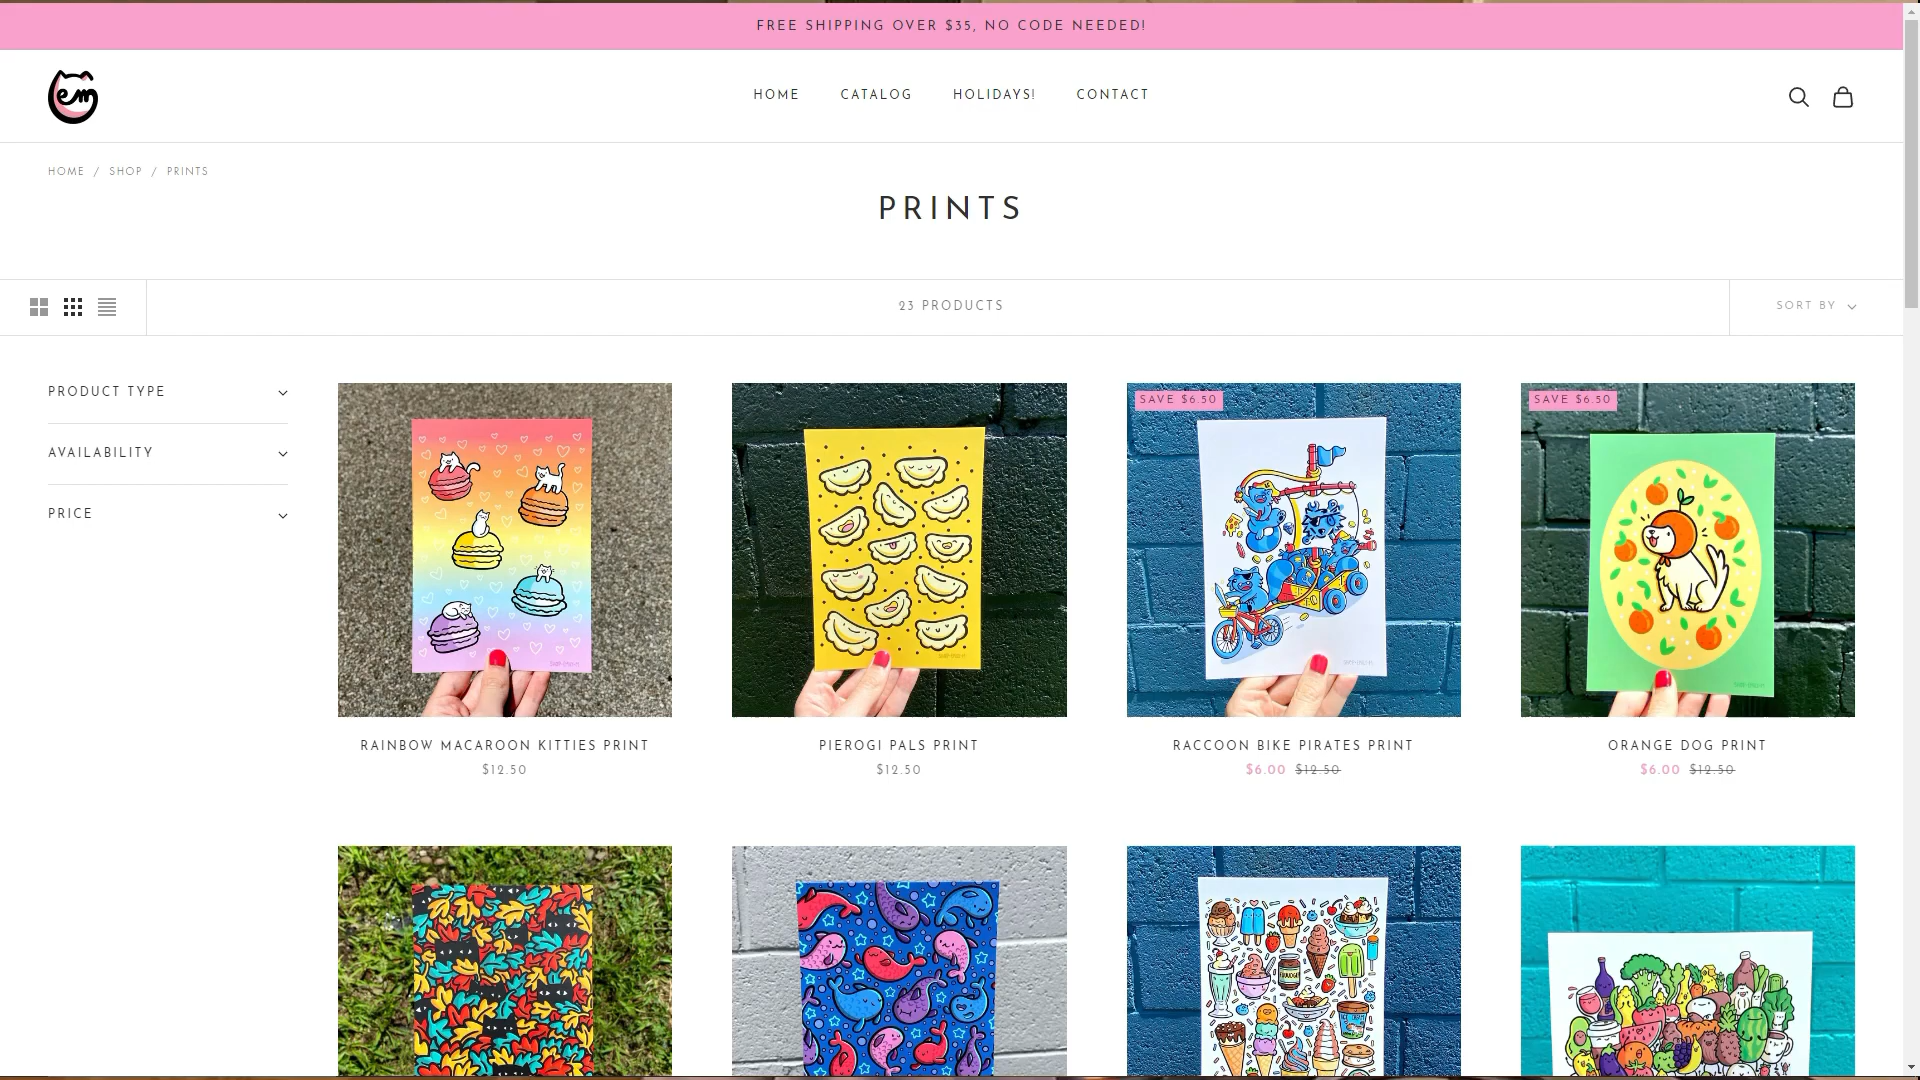 FREE SHIPPING OVER $35, NO CODE NEEDED!
em
HOME CATALOG HOLIDAYS! CONTACT
HOME / SHOP / PRINTS
PRINTS
23 PRODUCTS
SORT BY
PRODUCT TYPE
AVAILABILITY
PRICE
SAVE $6.50
SAVE $6.50
RAINBOW MACAROON KITTIES PRINT
$12.50
PIEROGI PALS PRINT
$12.50
RACCOON BIKE PIRATES PRINT
$6.00 $12.50
ORANGE DOG PRINT
$6.00 $12.50
FUDGE